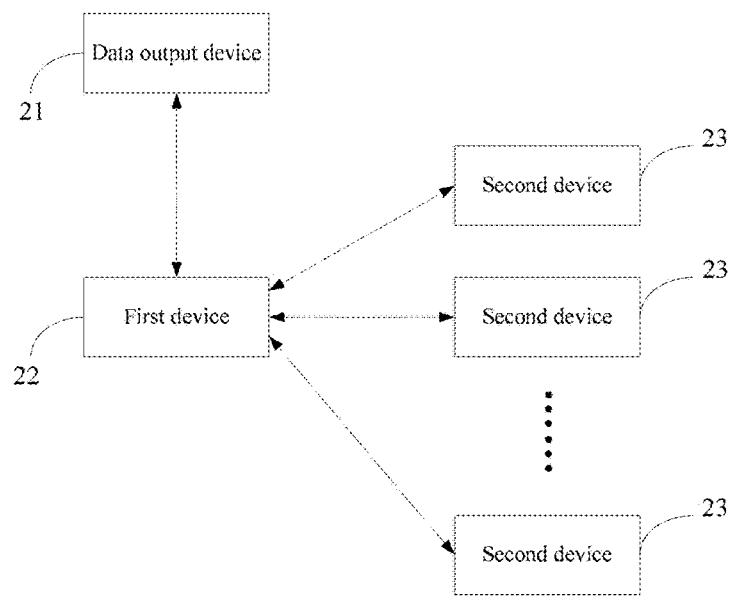 Data output device
21
23
Second device
23
First device
Second device
22
23
Second device